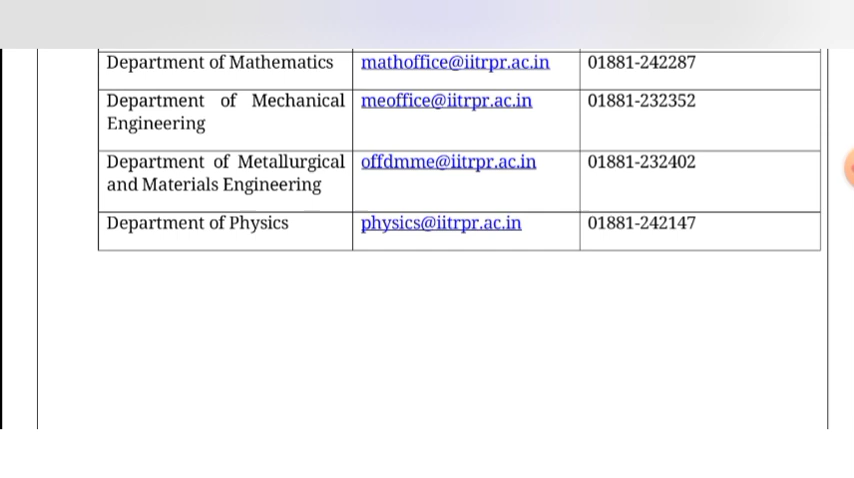 Department of Mathematics mathoffice@iitrpr.ac.in 01881-242287
Department of Mechanical meoffice@iitrpr.ac.in 01881-232352
Engineering
Department of Metallurgical offdmme@iitrpr.ac.in 01881-232402
and Materials Engineering
Department of Physics physics@iitrpr.ac.in 01881-242147